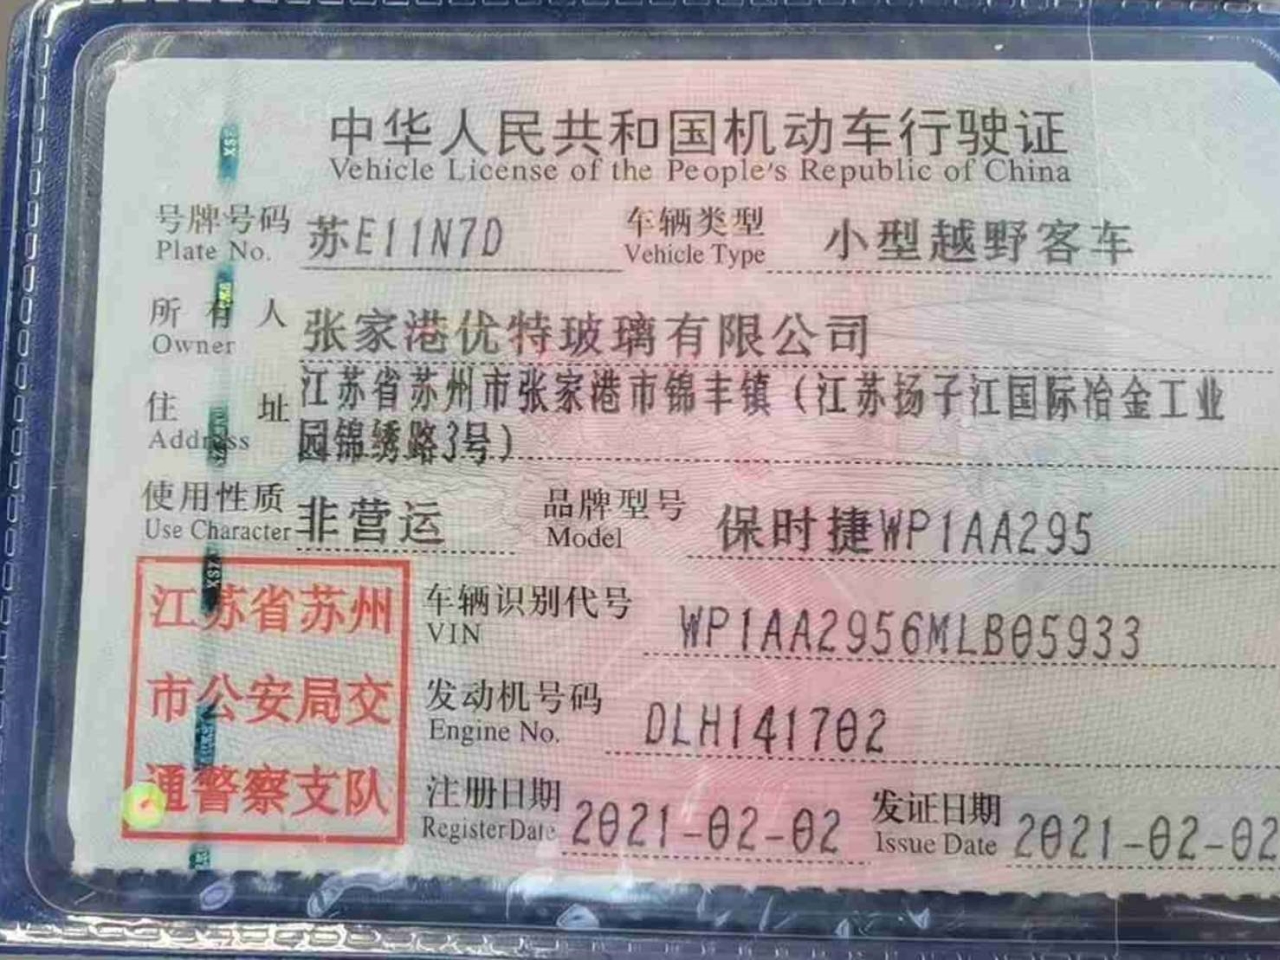 中华人民共和国机动车行驶证
Vehicle License of the People's Republic of China
号牌号码 苏E11N7D 车辆类型 小型越野客车
Plate No. Vehicle Type
所有人 张家港优特玻璃有限公司
Owner
住址 江苏省苏州市张家港市锦丰镇（江苏扬子江国际冶金工业
Address 园锦绣路3号）
使用性质 非营运 品牌型号 保时捷WP1AA295
Use Character Model
车辆识别代号 WP1AA2956MLB05933
VIN
发动机号码 DLH141702
Engine No.
注册日期 2021-02-02 发证日期 2021-02-02
Register Date Issue Date
江苏省苏州
市公安局交
通警察支队